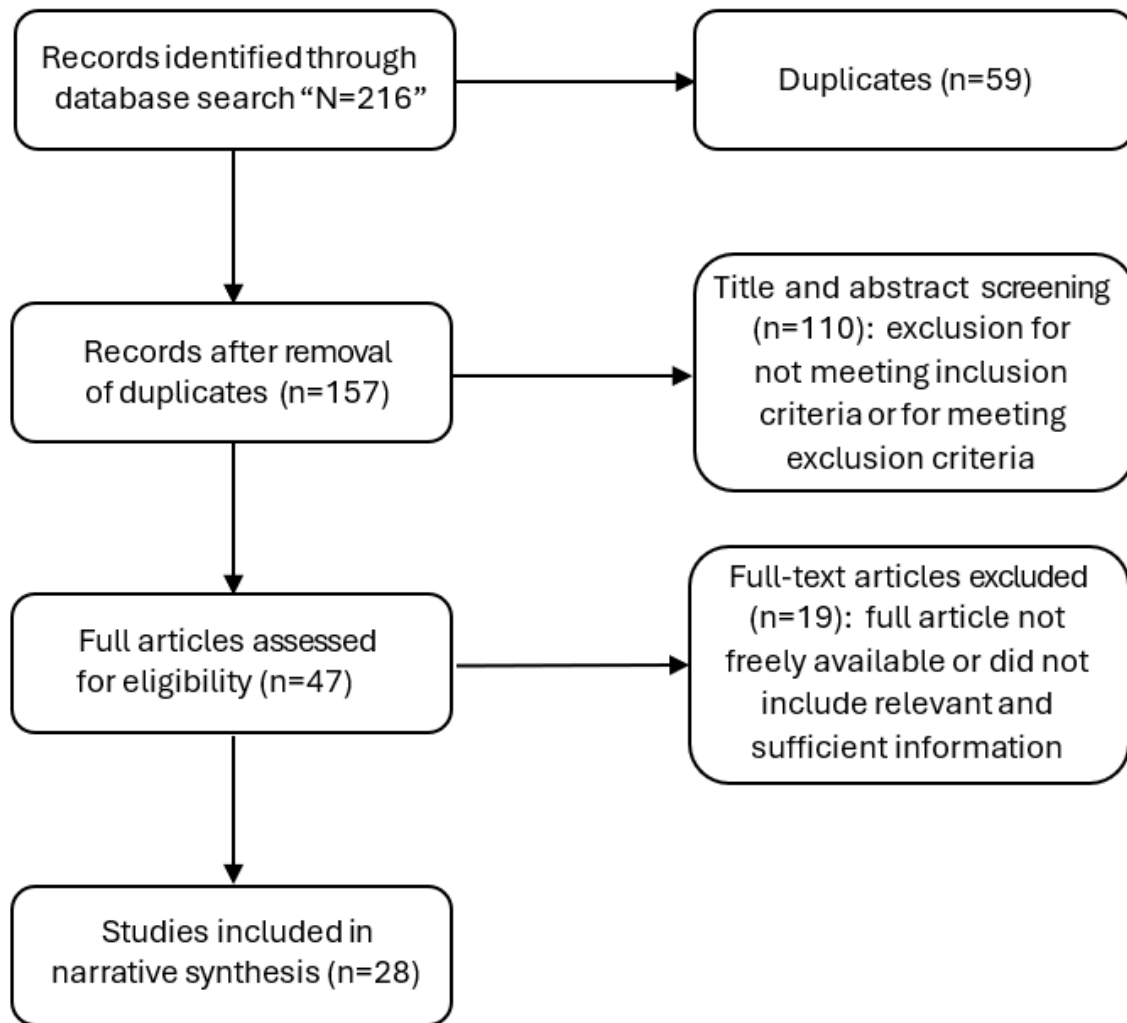 Records identified through
database search “N=216”
Duplicates (n=59)
Records after removal
of duplicates (n=157)
Title and abstract screening
(n=110): exclusion for
not meeting inclusion
criteria or for meeting
exclusion criteria
Full articles assessed
for eligibility (n=47)
Full-text articles excluded
(n=19): full article not
freely available or did not
include relevant and
sufficient information
Studies included in
narrative synthesis (n=28)